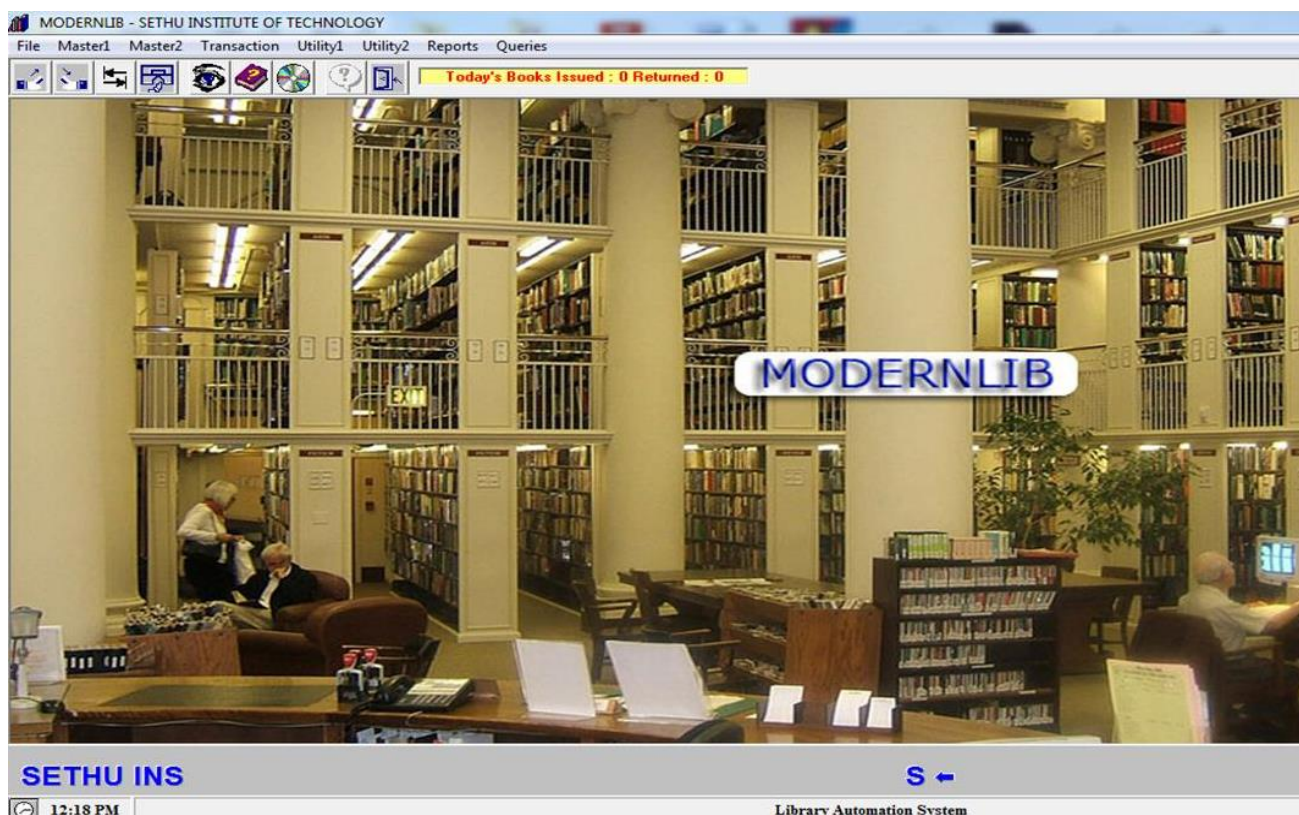 MODERNLIB - SETHU INSTITUTE OF TECHNOLOGY
File Master1 Master2 Transaction Utility1 Utility2 Reports Queries
Today's Books Issued : 0 Returned : 0
MODERNLIB
EXIT
SETHU INS S ←
12:18 PM Library Automation System